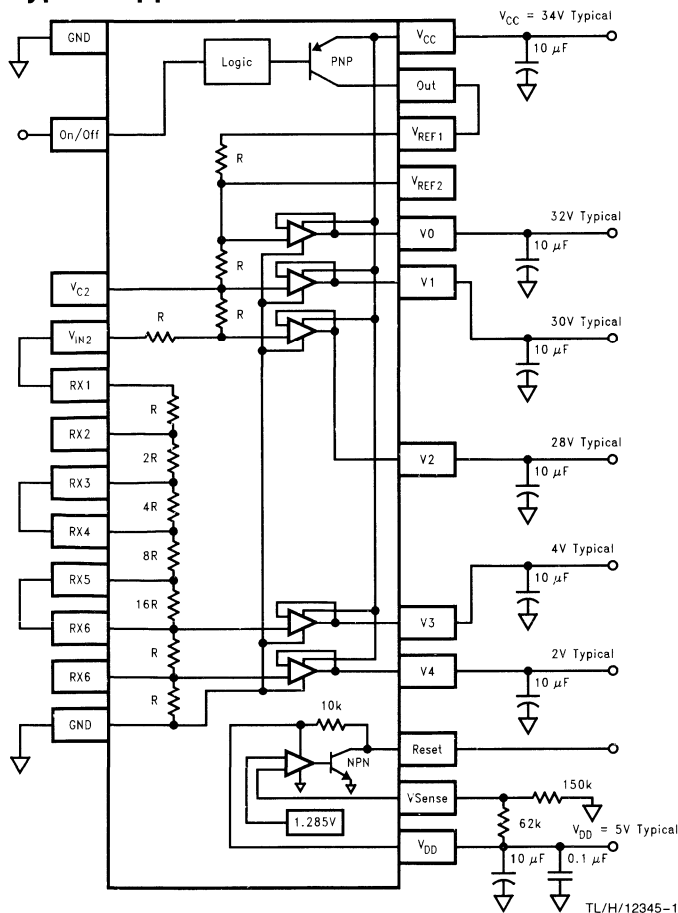 V_CC = 34V Typical
GND
V_CC
10 μF
Logic
PNP
Out
On/Off
V_REF1
R
V_REF2
32V Typical
V0
10 μF
R
V_C2
V1
R
R
V_IN2
30V Typical
10 μF
RX1
R
RX2
28V Typical
2R
V2
10 μF
RX3
4R
RX4
8R
4V Typical
RX5
10 μF
16R
RX6
V3
R
2V Typical
RX6
V4
10 μF
R
10k
GND
Reset
NPN
VSense
150k
1.285V
62k
V_DD = 5V Typical
V_DD
10 μF
0.1 μF
TL/H/12345-1